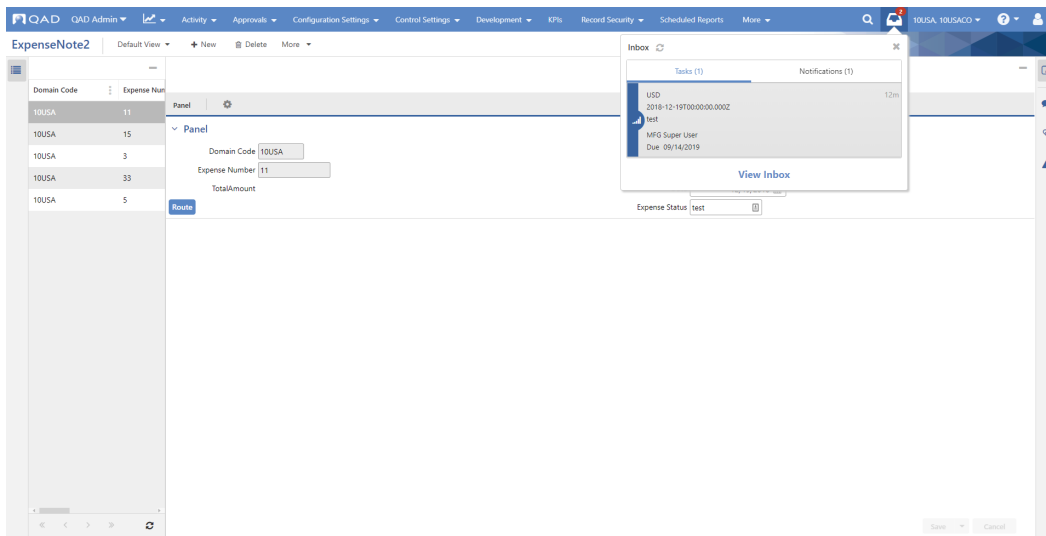 QAD QAD Admin Activity Approvals Configuration Settings Control Settings Development KPIs Record Security Scheduled Reports More 2 10USA, 10USACO ?
ExpenseNote2 Default View + New Delete More
Inbox
Tasks (1) Notifications (1)
USD 12m
2018-12-19T00:00:00.000Z
test
MFG Super User
Due 09/14/2019
View Inbox
Domain Code Expense Num
10USA 11
10USA 15
10USA 3
10USA 33
10USA 5
Panel
Panel
Domain Code 10USA
Expense Number 11
TotalAmount
Route
Expense Status test
Save Cancel